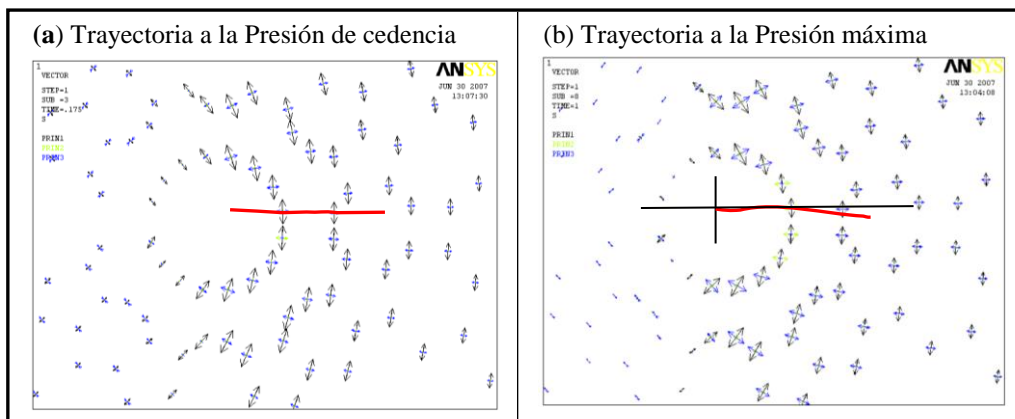 (a) Trayectoria a la Presión de cedencia
1
VECTOR
STEP=1
SUB =3
TIME=.175
S
PRIN1
PRIN2
PRIN3
ANSYS
JUN 30 2007
13:07:30
(b) Trayectoria a la Presión máxima
1
VECTOR
STEP=1
SUB =8
TIME=1
S
PRIN1
PRIN2
PRIN3
ANSYS
JUN 30 2007
13:04:08